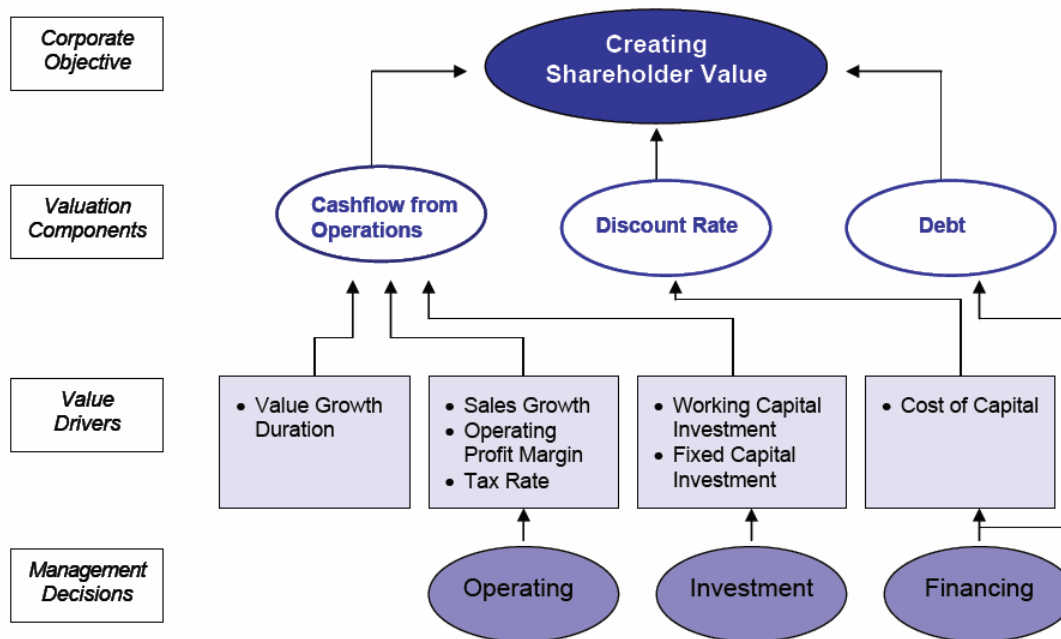 Corporate
Objective
Creating
Shareholder Value
Valuation
Components
Cashflow from
Operations
Discount Rate
Debt
Value
Drivers
• Value Growth
Duration
• Sales Growth
• Operating
Profit Margin
• Tax Rate
• Working Capital
Investment
• Fixed Capital
Investment
• Cost of Capital
Management
Decisions
Operating
Investment
Financing